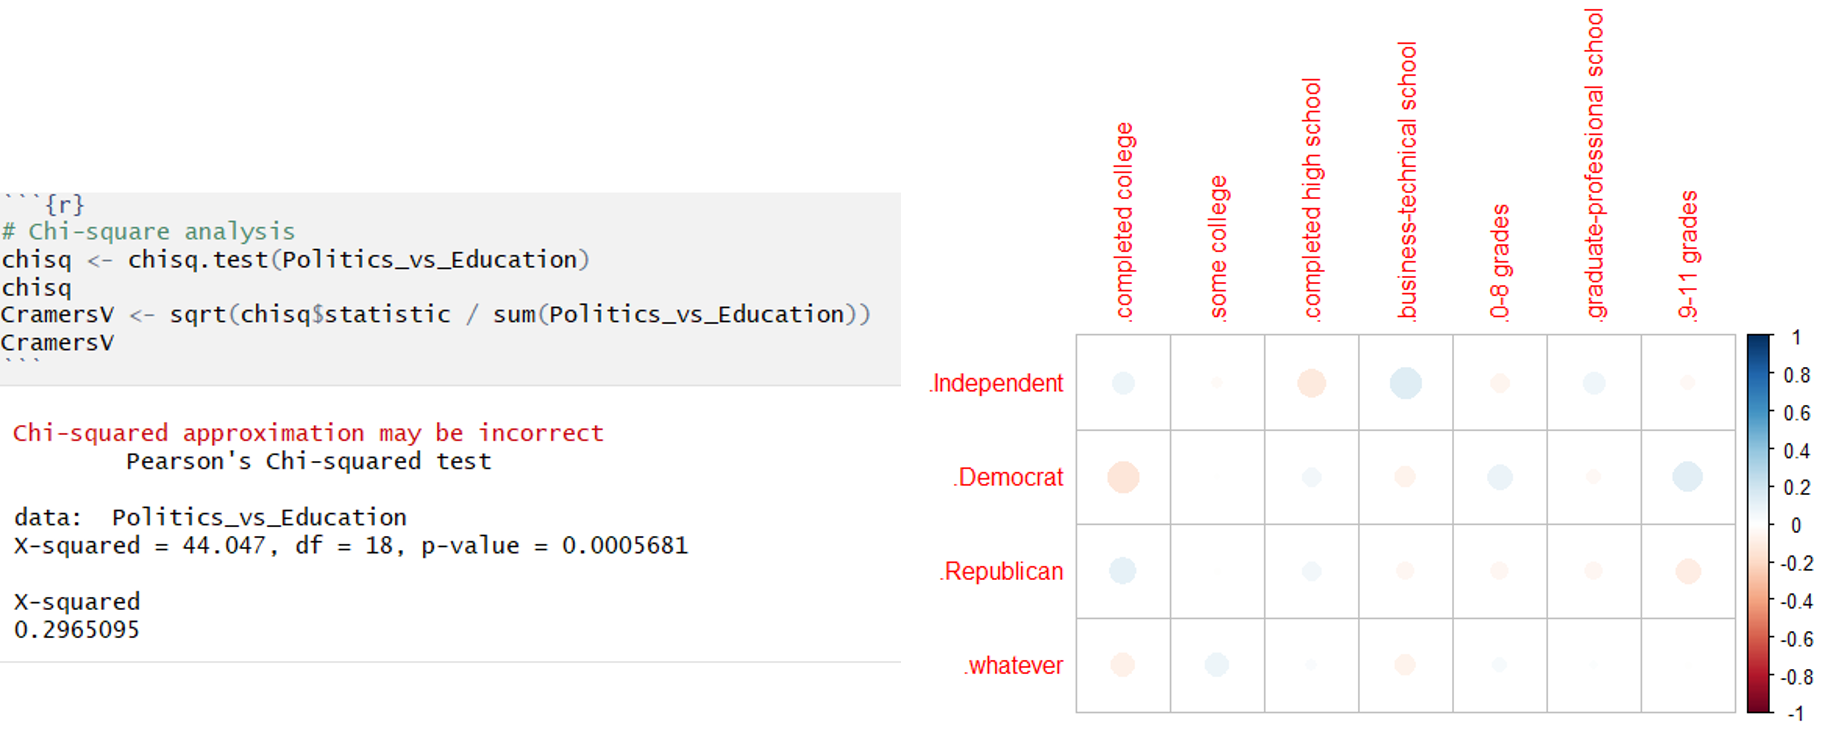 ```{r}
# Chi-square analysis
chisq <- chisq.test(Politics_vs_Education)
chisq
CramersV <- sqrt(chisq$statistic / sum(Politics_vs_Education))
CramersV
```
Chi-squared approximation may be incorrect
Pearson's Chi-squared test
data:  Politics_vs_Education
X-squared = 44.047, df = 18, p-value = 0.0005681
X-squared
0.2965095
.completed college
.some college
.completed high school
.business-technical school
.0-8 grades
.graduate-professional school
.9-11 grades
.Independent
.Democrat
.Republican
.whatever
1
0.8
0.6
0.4
0.2
0
-0.2
-0.4
-0.6
-0.8
-1